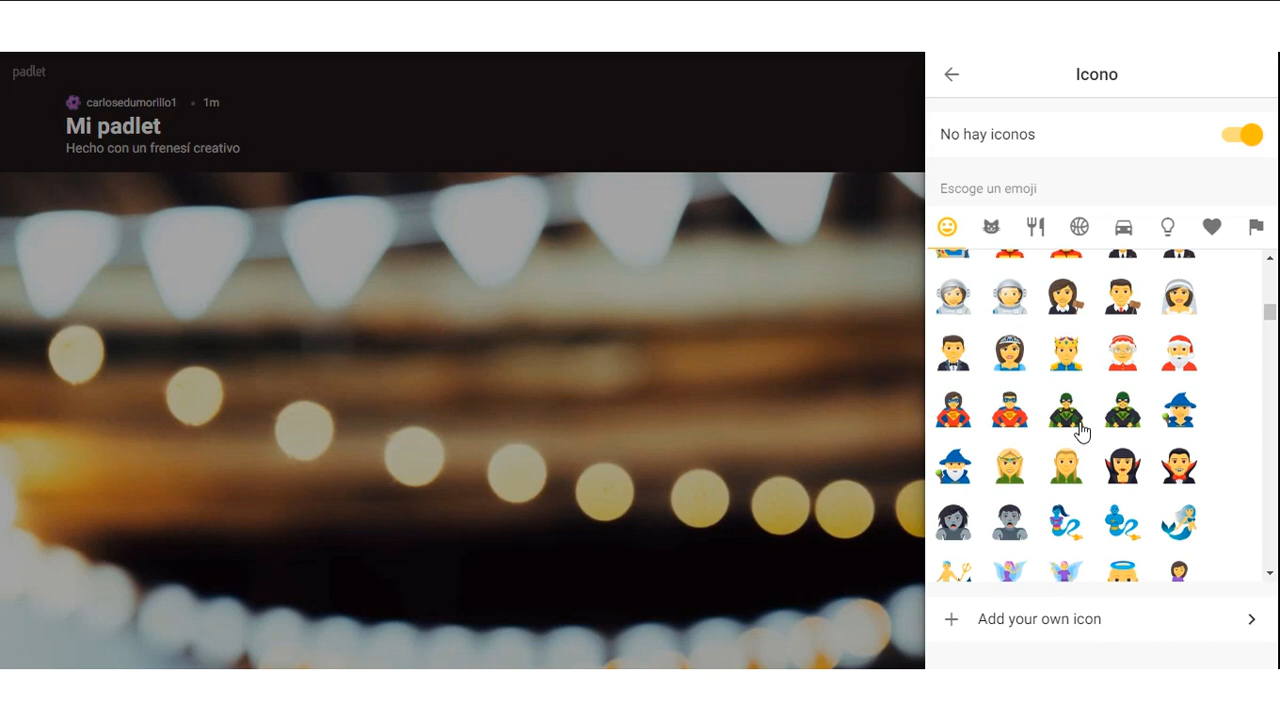 padlet
carlosedumorillo1 • 1m
Mi padlet
Hecho con un frenesí creativo
Icono
No hay iconos
Escoge un emoji
Add your own icon